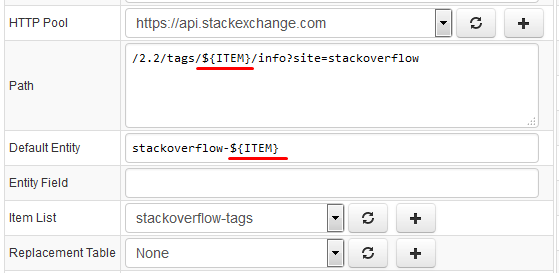 HTTP Pool https://api.stackexchange.com
Path /2.2/tags/${ITEM}/info?site=stackoverflow
Default Entity stackoverflow-${ITEM}
Entity Field
Item List stackoverflow-tags
Replacement Table None